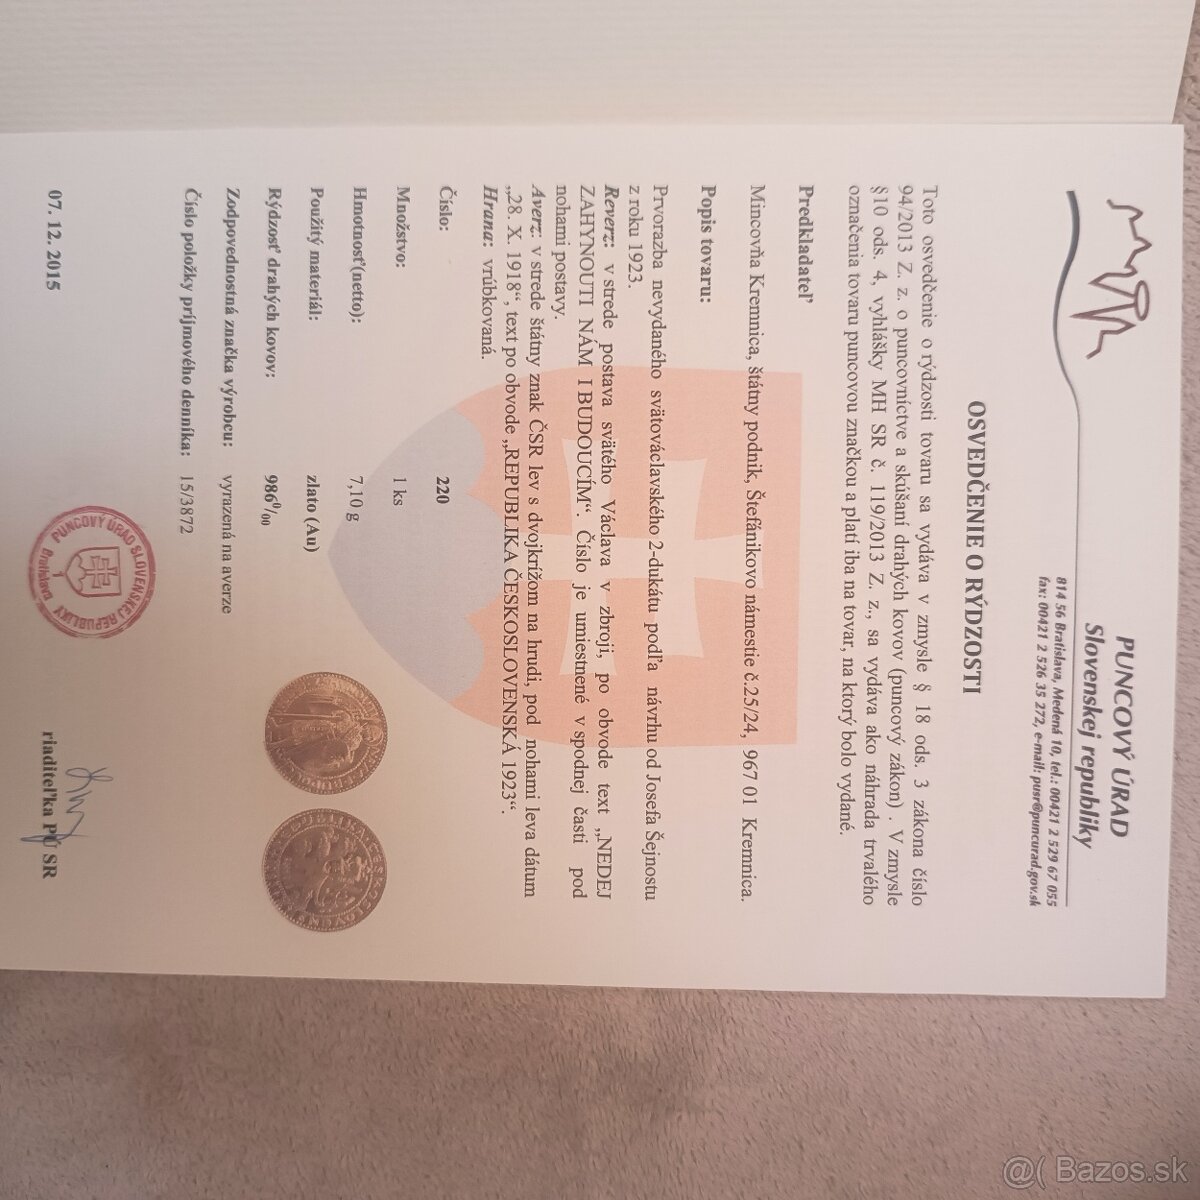 PUNCOVÝ ÚRAD
Slovenskej republiky
814 56 Bratislava, Medená 10, tel.: 00421 2 529 67 055
fax: 00421 2 526 35 272, e-mail: pusr@puncurad.gov.sk
OSVEDČENIE O RÝDZOSTI
Toto osvedčenie o rýdzosti tovaru sa vydáva v zmysle § 18 ods. 3 zákona číslo
94/2013 Z. z. o puncovníctve a skúšaní drahých kovov (puncový zákon) . V zmysle
§10 ods. 4, vyhlášky MH SR č. 119/2013 Z. z., sa vydáva ako náhrada trvalého
označenia tovaru puncovou značkou a platí iba na tovar, na ktorý bolo vydané.
Predkladateľ
Mincovňa Kremnica, štátny podnik, Štefánikovo námestie č.25/24, 967 01 Kremnica.
Popis tovaru:
Prvorazba nevydaného svätováclavského 2-dukátu podľa návrhu od Josefa Šejnostu
z roku 1923.
Reverz: v strede postava svätého Václava v zbroji, po obvode text „NEDEJ
ZAHYNOUTI NÁM I BUDOUCÍM“. Číslo je umiestnené v spodnej časti pod
nohami postavy.
Averz: v strede štátny znak ČSR lev s dvojkrížom na hrudi, pod nohami leva dátum
„28. X. 1918“, text po obvode „REPUBLIKA ČESKOSLOVENSKÁ 1923“.
Hrana: vrúbkovaná.
Číslo: 220
Množstvo: 1 ks
Hmotnosť(netto): 7,10 g
Použitý materiál: zlato (Au)
Rýdzosť drahých kovov: 986⁰/₀₀
Zodpovednostná značka výrobcu: vyrazená na averze
Číslo položky príjmového denníka: 15/3872
PUNCOVÝ ÚRAD SLOVENSKEJ REPUBLIKY
Bratislava
1
07. 12. 2015
riaditeľka PÚ SR
@( Bazos.sk